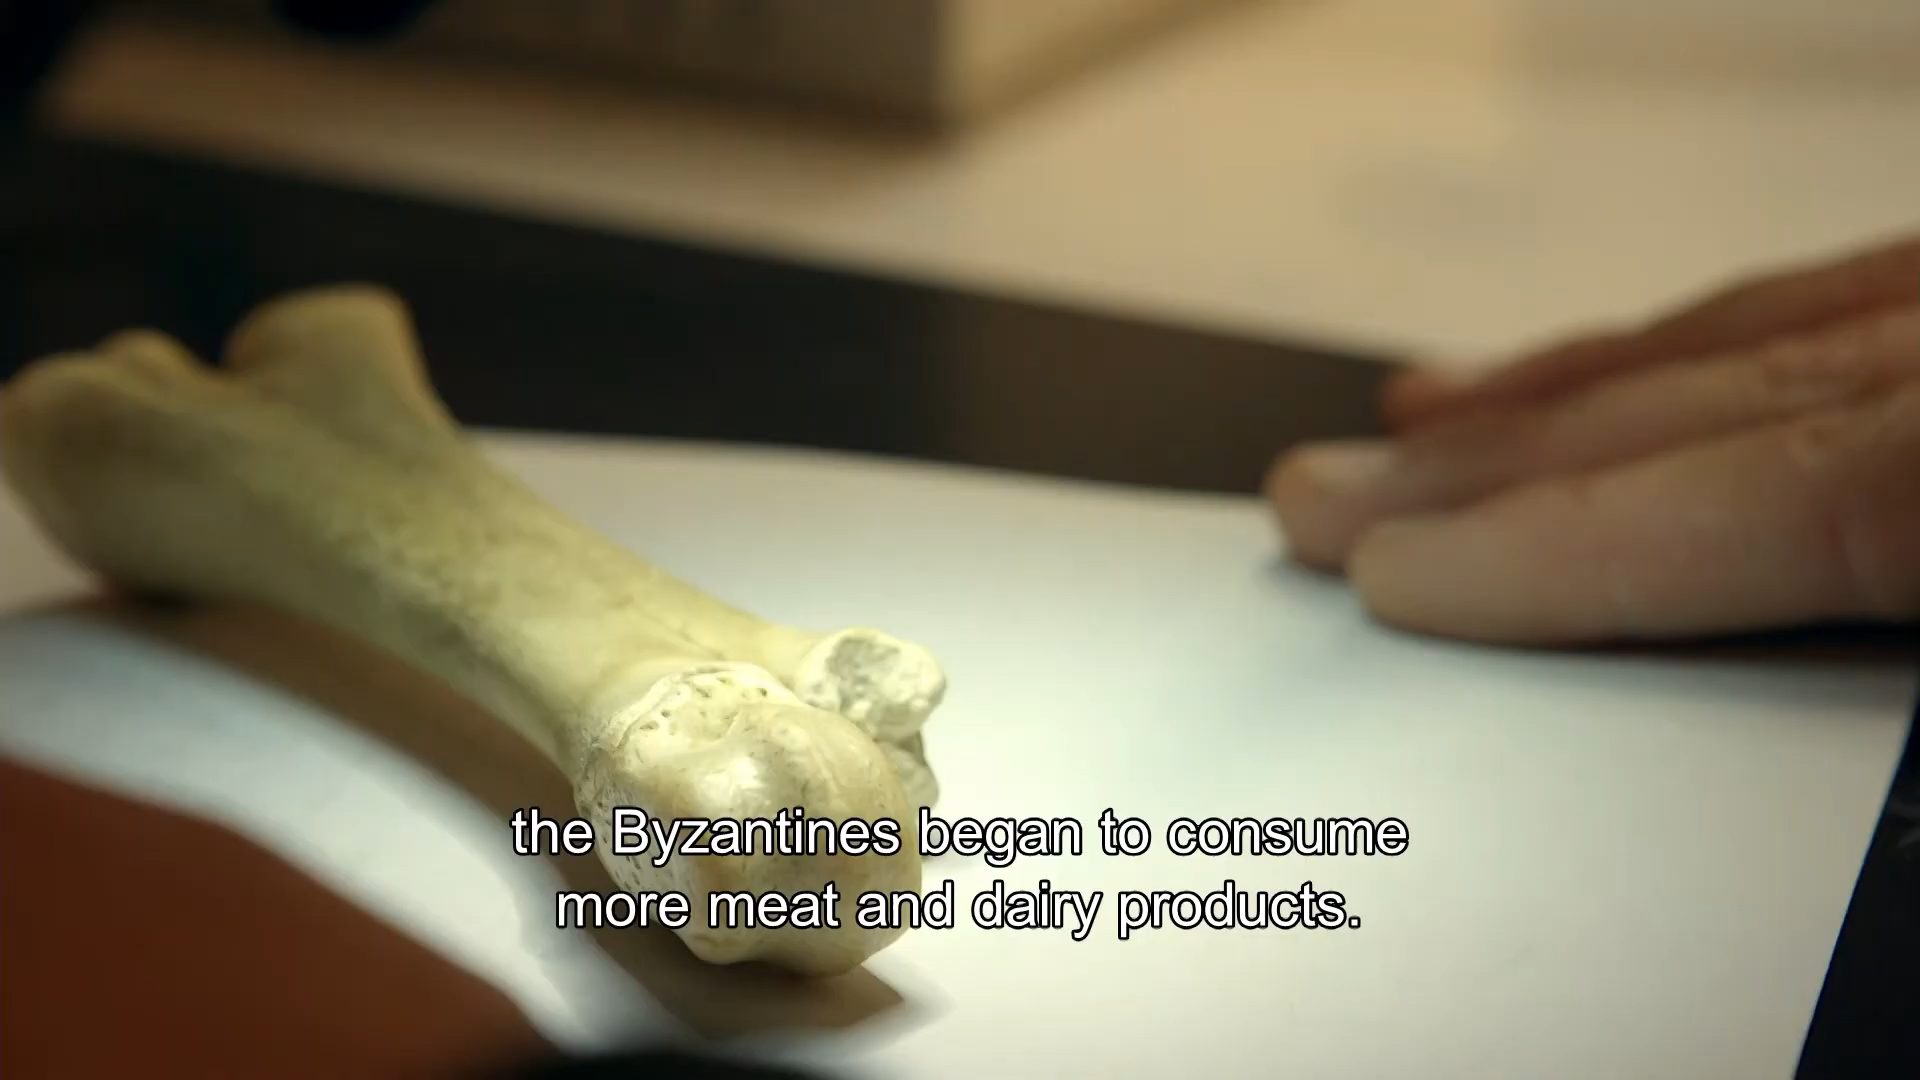 the Byzantines began to consume
more meat and dairy products.